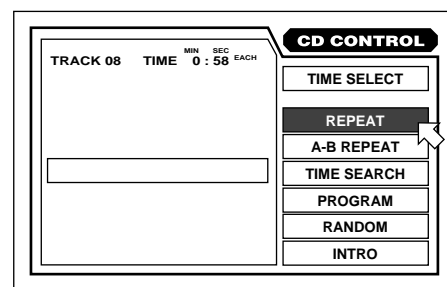 CD CONTROL
MIN SEC
TRACK 08 TIME 0 : 58 EACH
TIME SELECT
REPEAT
A-B REPEAT
TIME SEARCH
PROGRAM
RANDOM
INTRO